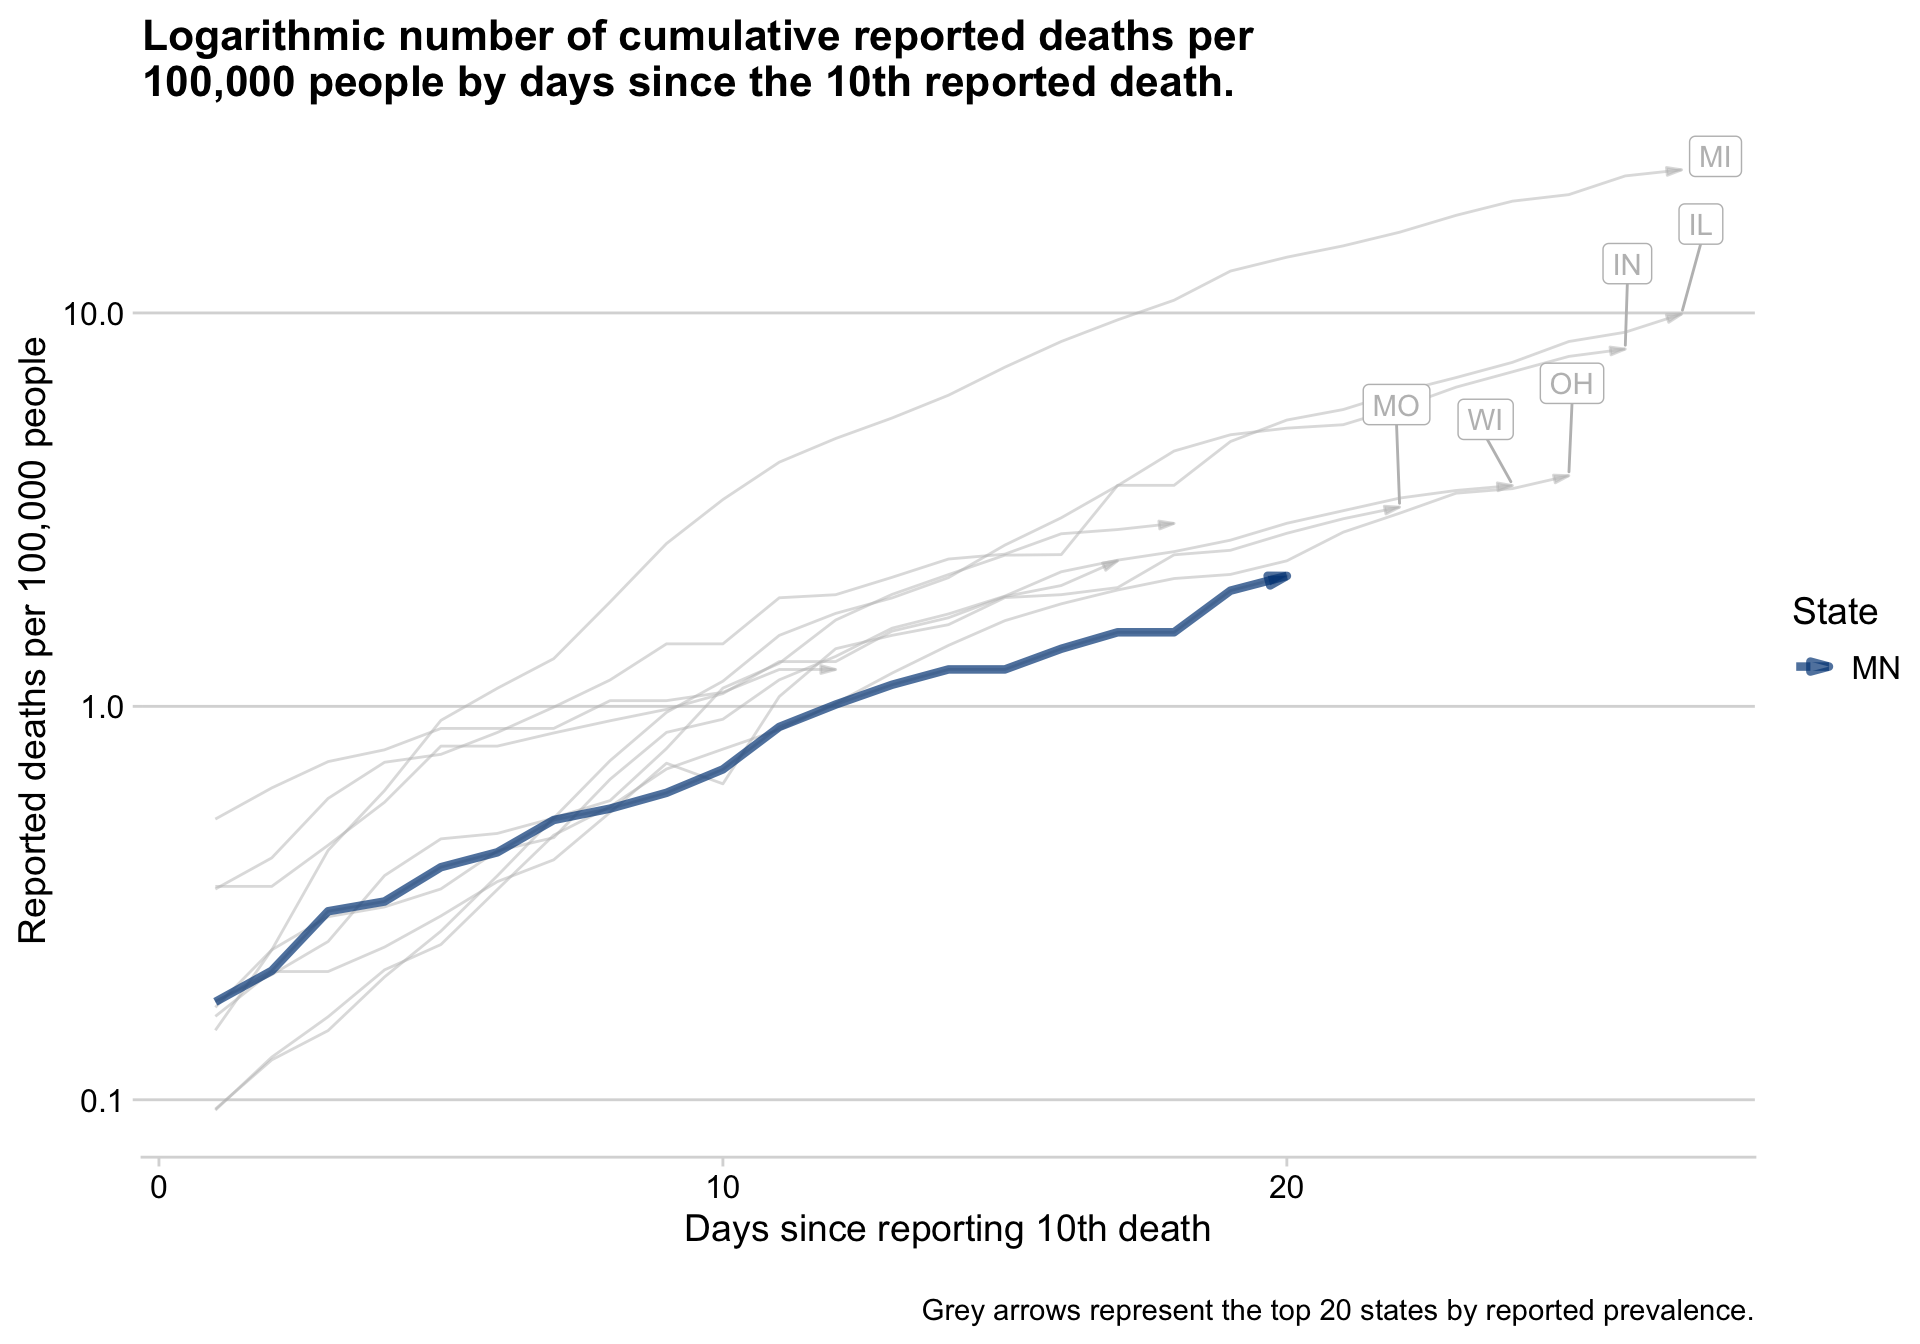 Logarithmic number of cumulative reported deaths per
100,000 people by days since the 10th reported death.
MI
IL
IN
OH
MO
WI
10.0
1.0
0.1
Reported deaths per 100,000 people
State
MN
0
10
20
Days since reporting 10th death
Grey arrows represent the top 20 states by reported prevalence.